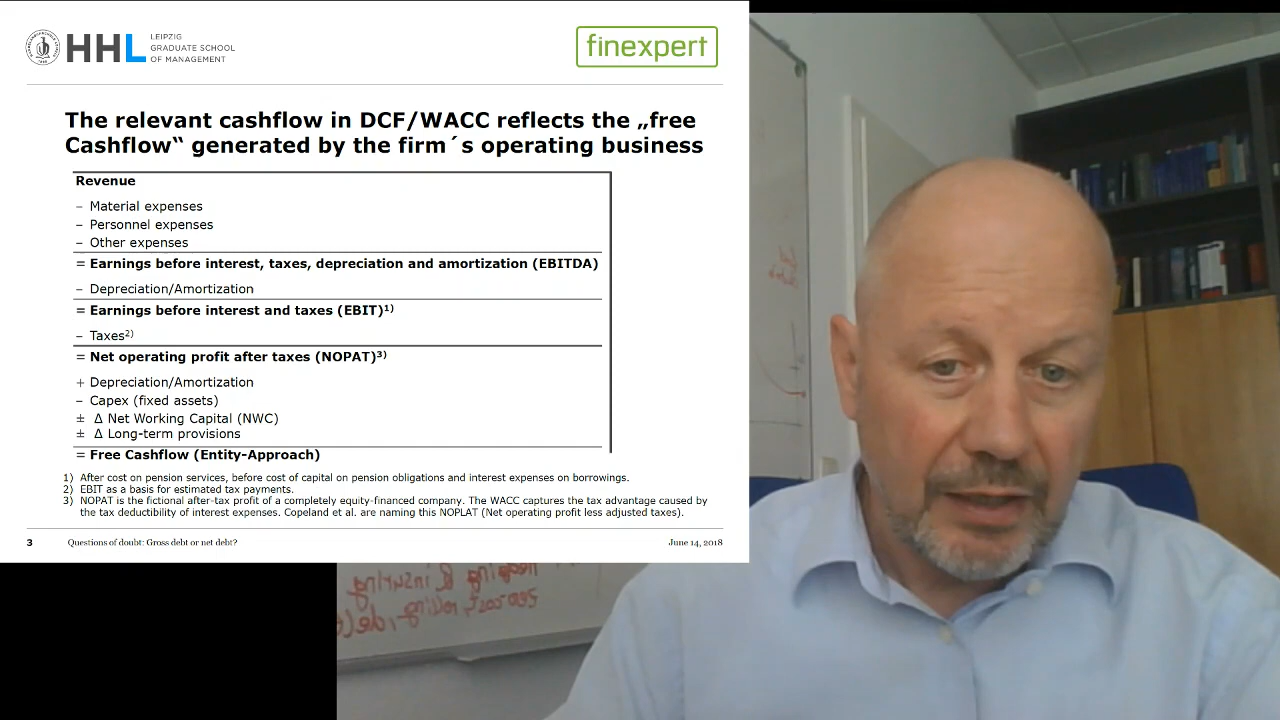 HHL
LEIPZIG
GRADUATE SCHOOL
OF MANAGEMENT
finexpert
The relevant cashflow in DCF/WACC reflects the „free
Cashflow“ generated by the firm´s operating business
Revenue
– Material expenses
– Personnel expenses
– Other expenses
= Earnings before interest, taxes, depreciation and amortization (EBITDA)
– Depreciation/Amortization
= Earnings before interest and taxes (EBIT)1)
– Taxes2)
= Net operating profit after taxes (NOPAT)3)
+ Depreciation/Amortization
– Capex (fixed assets)
± Δ Net Working Capital (NWC)
± Δ Long-term provisions
= Free Cashflow (Entity-Approach)
1) After cost on pension services, before cost of capital on pension obligations and interest expenses on borrowings.
2) EBIT as a basis for estimated tax payments.
3) NOPAT is the fictional after-tax profit of a completely equity-financed company. The WACC captures the tax advantage caused by
the tax deductibility of interest expenses. Copeland et al. are naming this NOPLAT (Net operating profit less adjusted taxes).
3 Questions of doubt: Gross debt or net debt? June 14, 2018
& insuring
zero cost, rolling